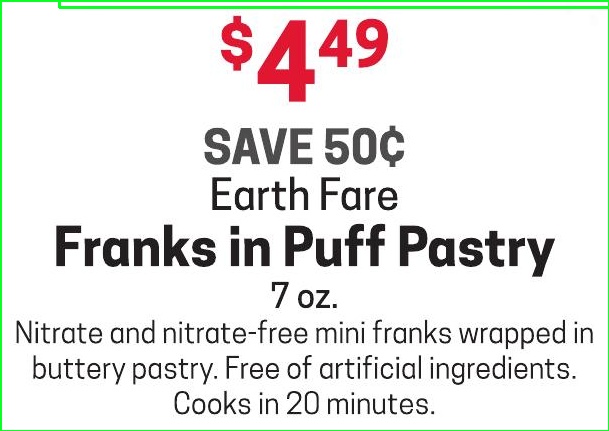 $4.49
SAVE 50¢
Earth Fare
Franks in Puff Pastry
7 oz.
Nitrate and nitrate-free mini franks wrapped in
buttery pastry. Free of artificial ingredients.
Cooks in 20 minutes.